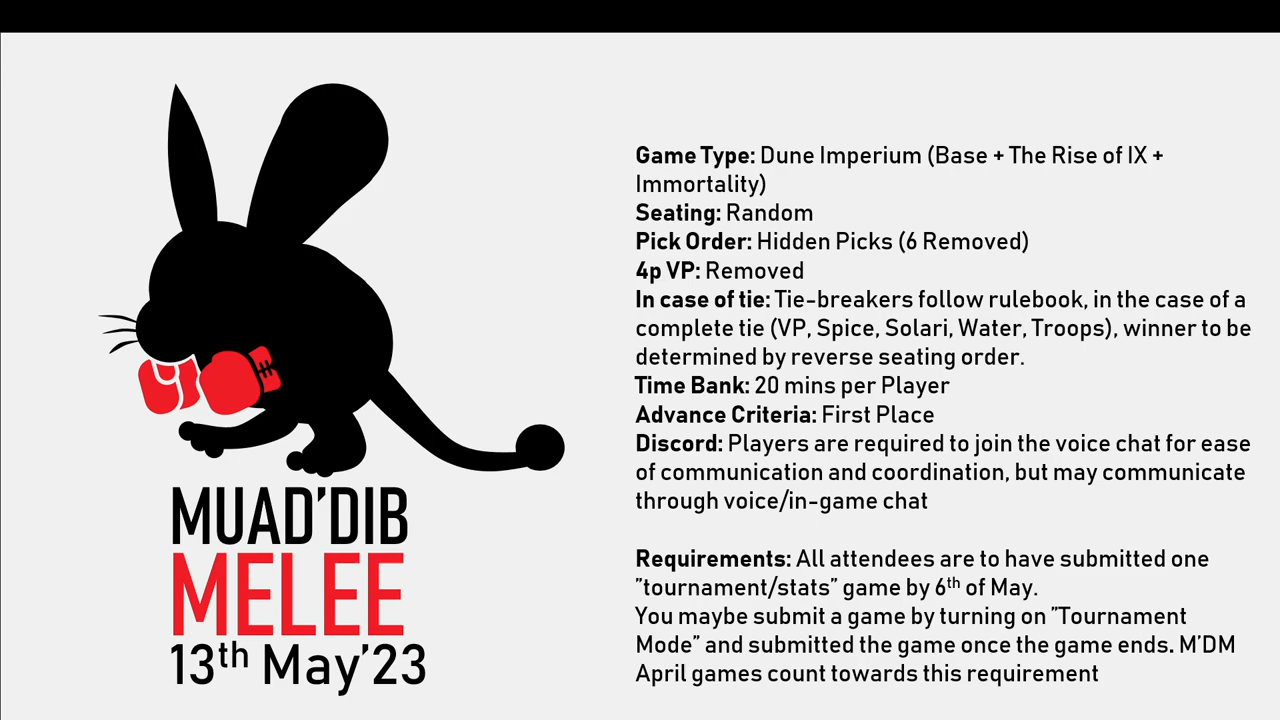 MUAD'DIB
MELEE
13th May'23
Game Type: Dune Imperium (Base + The Rise of IX +
Immortality)
Seating: Random
Pick Order: Hidden Picks (6 Removed)
4p VP: Removed
In case of tie: Tie-breakers follow rulebook, in the case of a
complete tie (VP, Spice, Solari, Water, Troops), winner to be
determined by reverse seating order.
Time Bank: 20 mins per Player
Advance Criteria: First Place
Discord: Players are required to join the voice chat for ease
of communication and coordination, but may communicate
through voice/in-game chat
Requirements: All attendees are to have submitted one
"tournament/stats" game by 6th of May.
You maybe submit a game by turning on "Tournament
Mode" and submitted the game once the game ends. M'DM
April games count towards this requirement